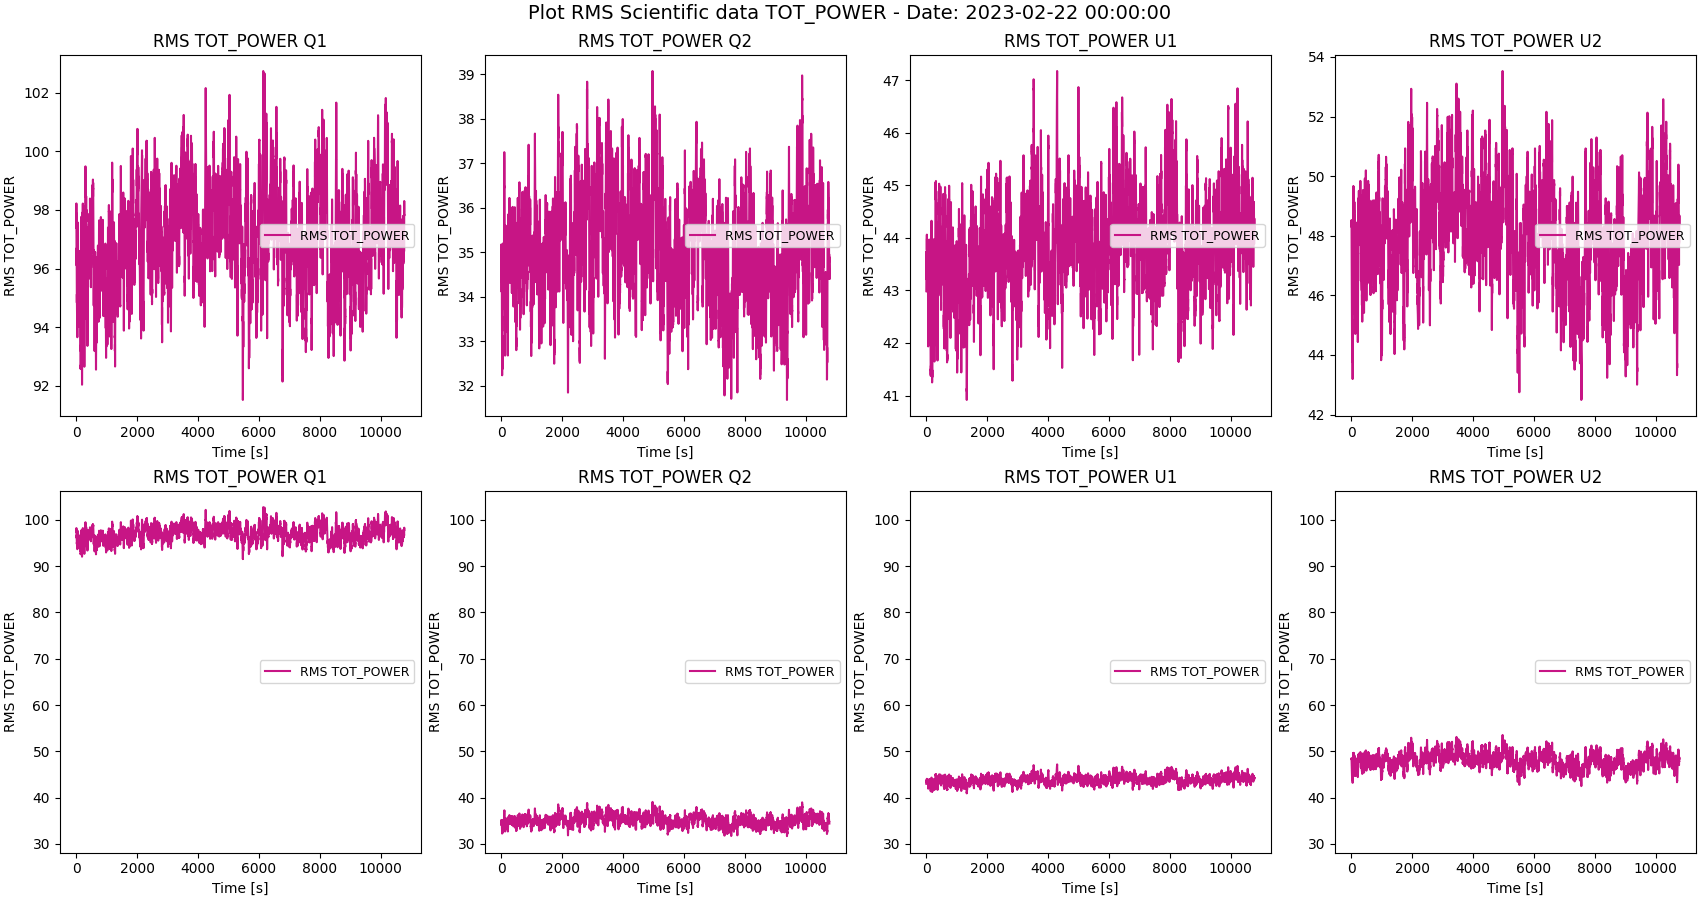 Plot RMS Scientific data TOT_POWER - Date: 2023-02-22 00:00:00
RMS TOT_POWER Q1
RMS TOT_POWER
102
100
98
96
94
92
0 2000 4000 6000 8000 10000
Time [s]
RMS TOT_POWER
RMS TOT_POWER Q2
RMS TOT_POWER
39
38
37
36
35
34
33
32
0 2000 4000 6000 8000 10000
Time [s]
RMS TOT_POWER
RMS TOT_POWER U1
RMS TOT_POWER
47
46
45
44
43
42
41
0 2000 4000 6000 8000 10000
Time [s]
RMS TOT_POWER
RMS TOT_POWER U2
RMS TOT_POWER
54
52
50
48
46
44
42
0 2000 4000 6000 8000 10000
Time [s]
RMS TOT_POWER
RMS TOT_POWER Q1
RMS TOT_POWER
100
90
80
70
60
50
40
30
0 2000 4000 6000 8000 10000
Time [s]
RMS TOT_POWER
RMS TOT_POWER Q2
RMS TOT_POWER
100
90
80
70
60
50
40
30
0 2000 4000 6000 8000 10000
Time [s]
RMS TOT_POWER
RMS TOT_POWER U1
RMS TOT_POWER
100
90
80
70
60
50
40
30
0 2000 4000 6000 8000 10000
Time [s]
RMS TOT_POWER
RMS TOT_POWER U2
RMS TOT_POWER
100
90
80
70
60
50
40
30
0 2000 4000 6000 8000 10000
Time [s]
RMS TOT_POWER